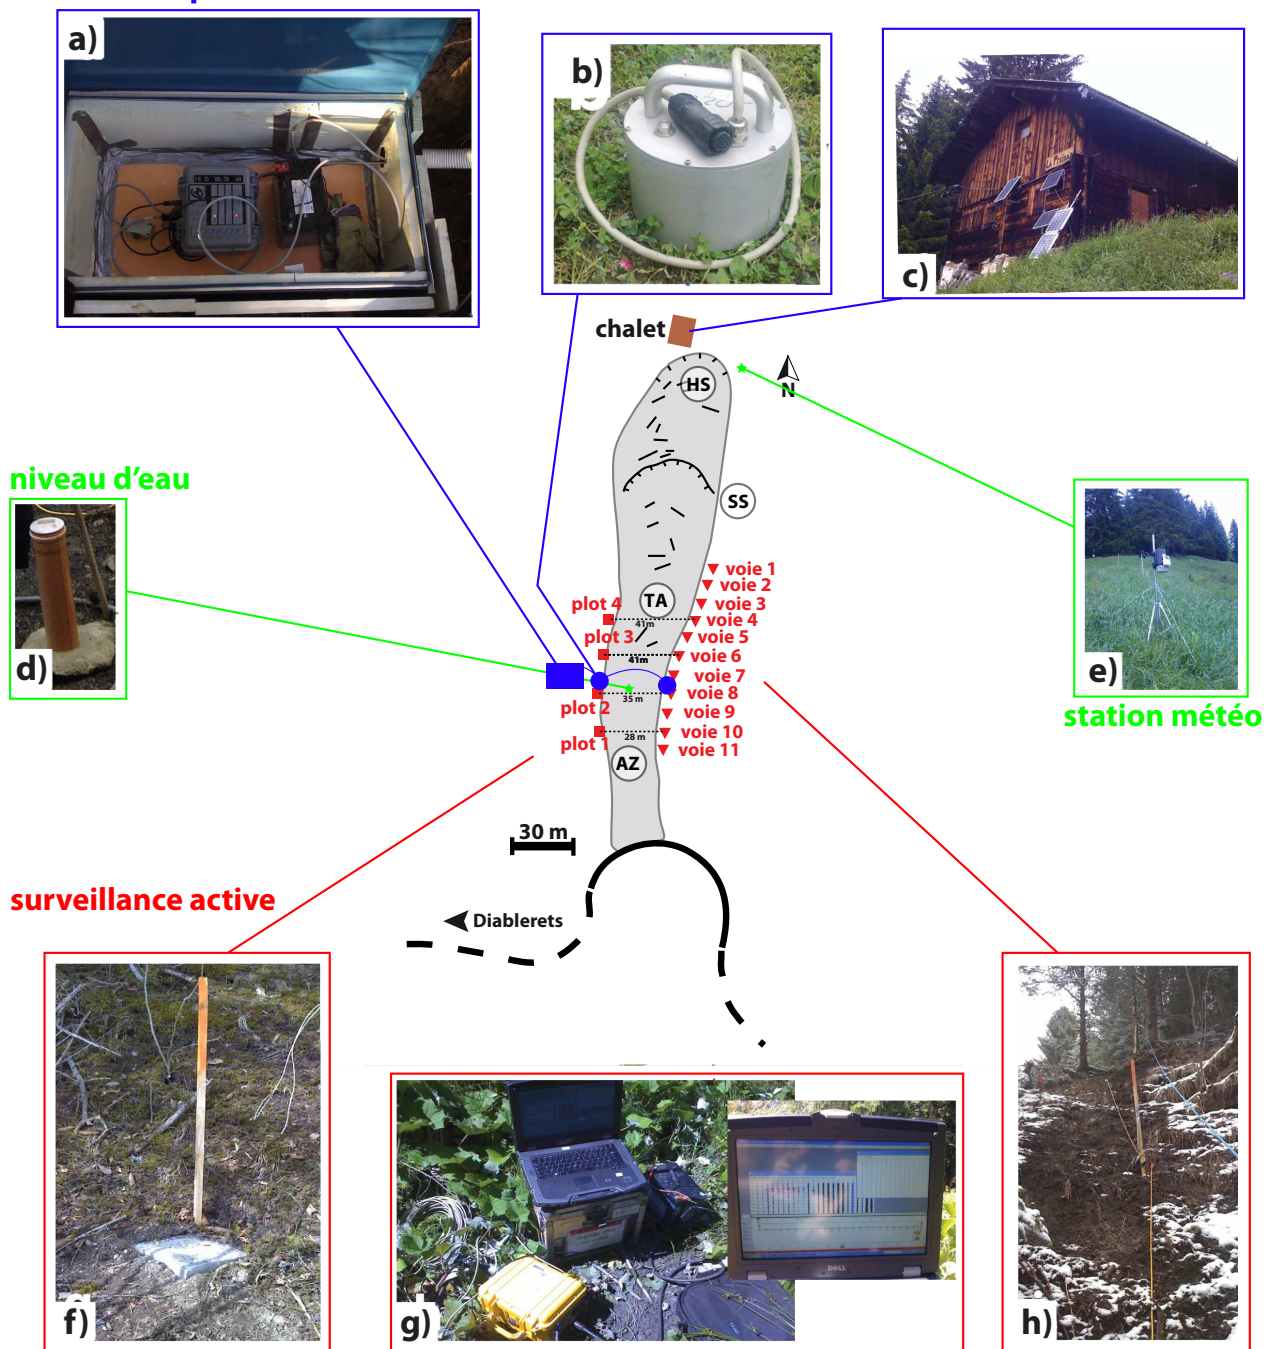 a)
b)
c)
chalet
HS
N
niveau d'eau
SS
d)
e)
station météo
voie 1
voie 2
voie 3
voie 4
voie 5
voie 6
voie 7
voie 8
voie 9
voie 10
voie 11
TA
plot 4
41m
plot 3
41m
35 m
plot 2
28 m
plot 1
AZ
30 m
surveillance active
Diablerets
DELL
f)
g)
h)